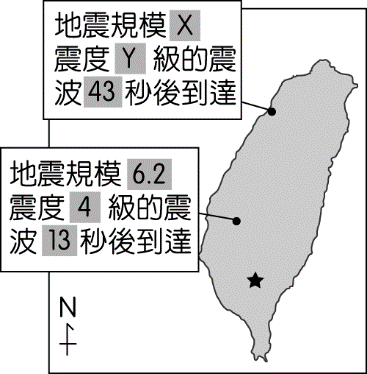 地震規模 X
震度 Y 級的震
波 43 秒後到達
地震規模 6.2
震度 4 級的震
波 13 秒後到達
N